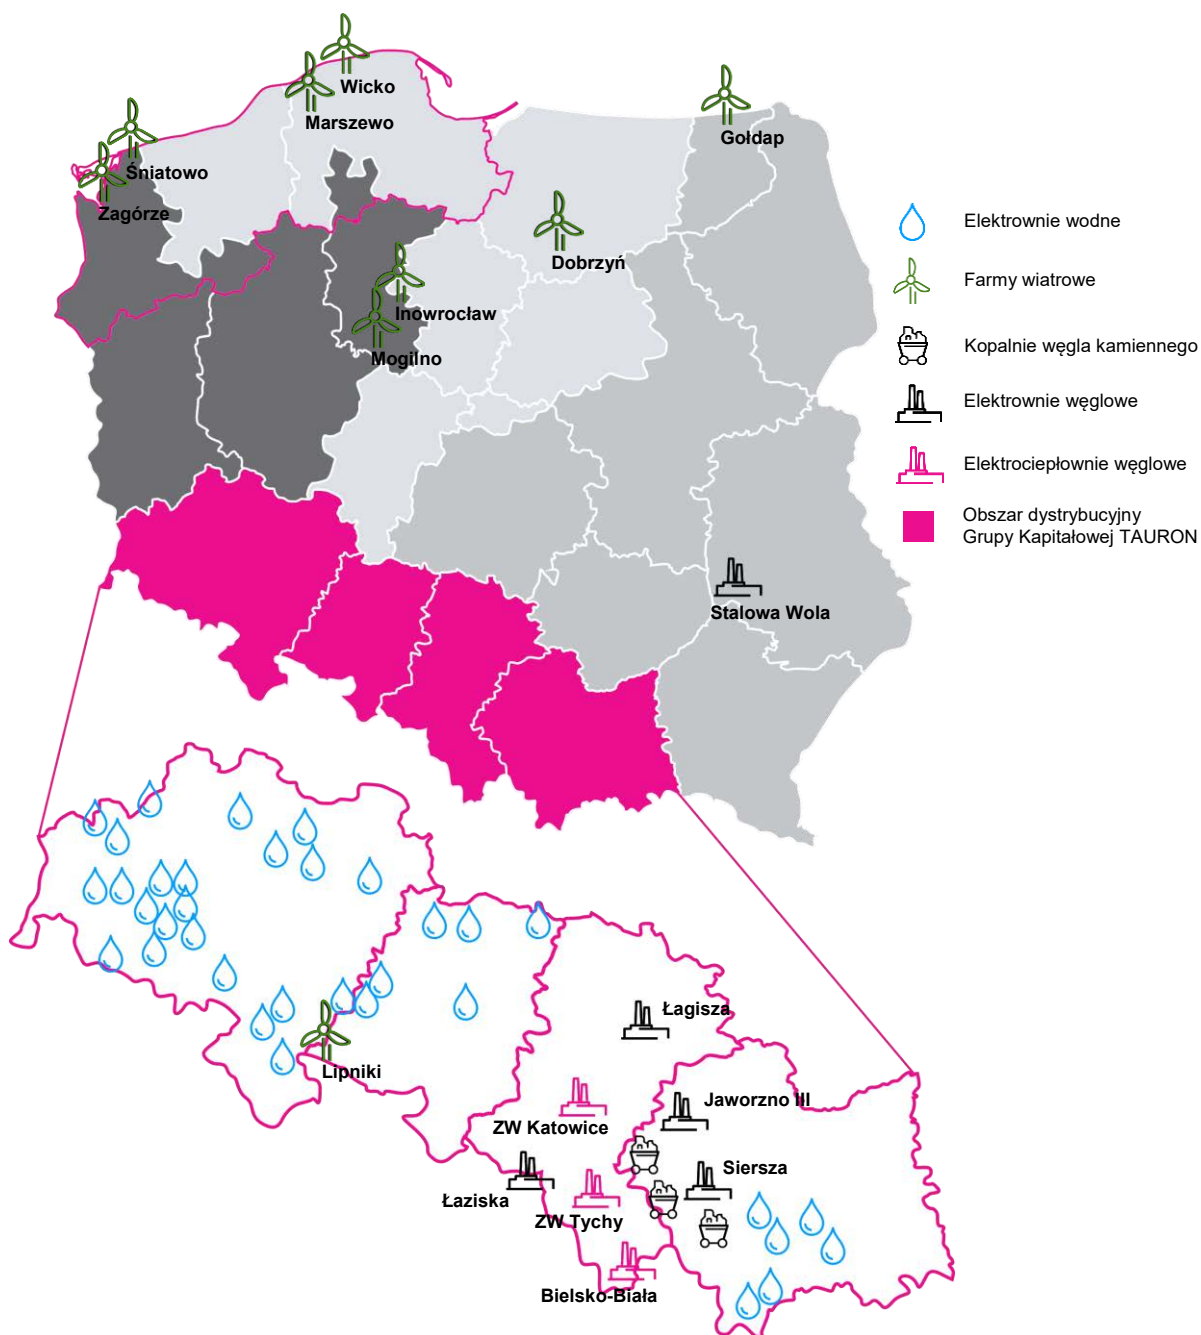 Wicko
Marszewo
Gołdap
Śniatowo
Zagórze
Dobrzyń
Inowrocław
Mogilno
Stalowa Wola
Elektrownie wodne
Farmy wiatrowe
Kopalnie węgla kamiennego
Elektrownie węglowe
Elektrociepłownie węglowe
Obszar dystrybucyjny
Grupy Kapitałowej TAURON
Łagisza
Lipniki
Jaworzno III
ZW Katowice
Siersza
Łaziska
ZW Tychy
Bielsko-Biała